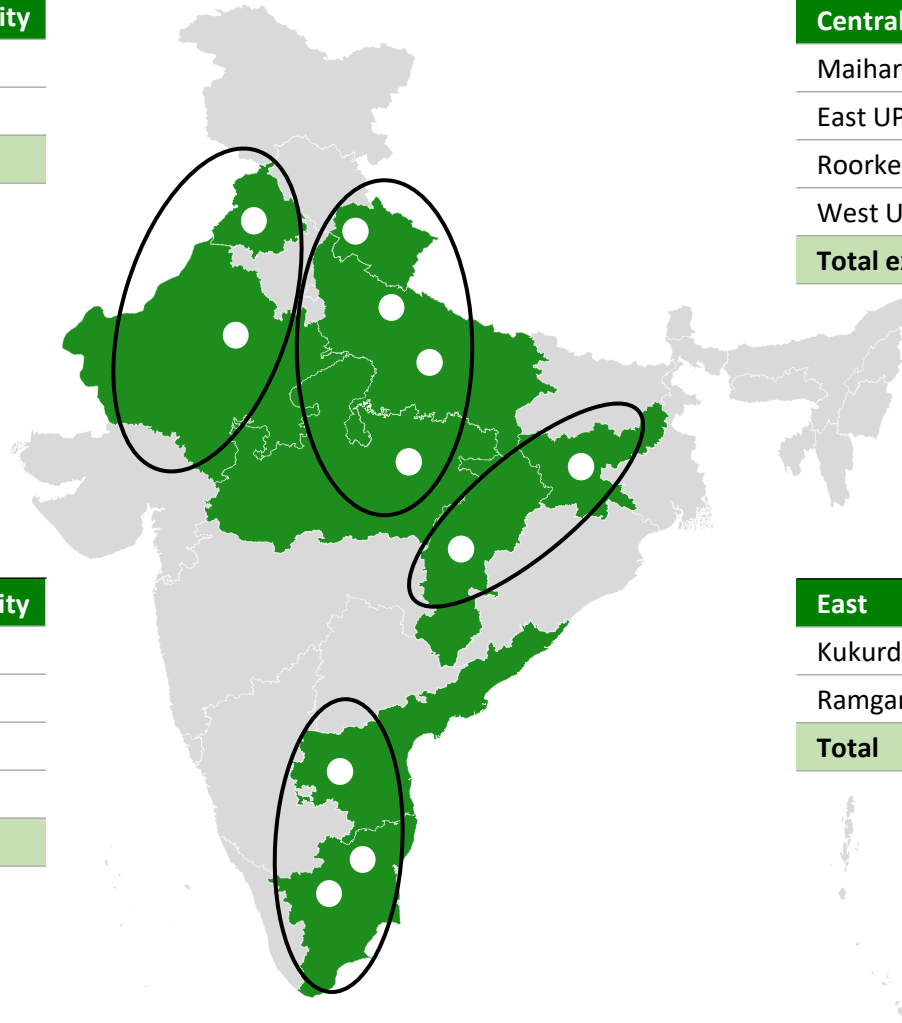 ity
Central
Maihar
East UP
Roorke
West U
Total e
ity
East
Kukurd
Ramgar
Total